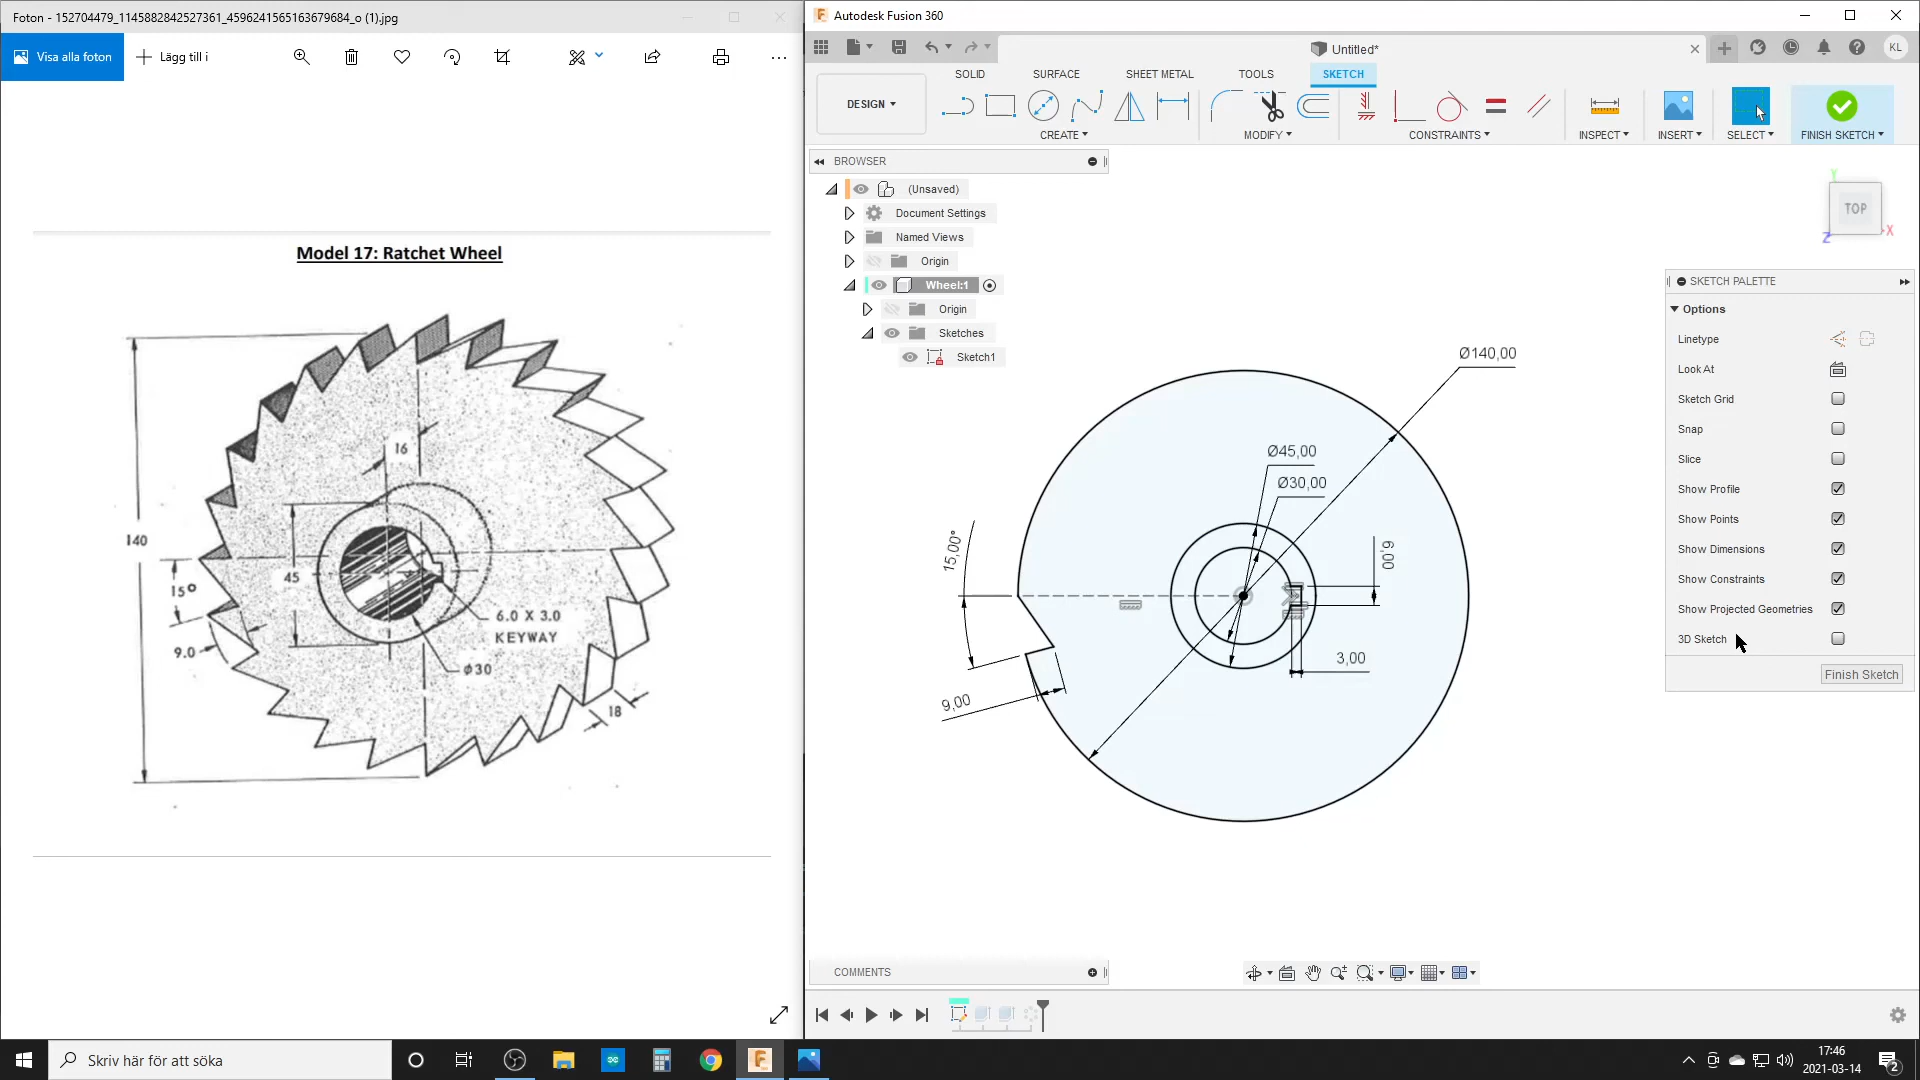 Foton - 152704479_1145882842527361_4596241565163679684_o (1).jpg
Visa alla foton
Lägg till i
Model 17: Ratchet Wheel
16
140
45
15°
9.0
6.0 X 3.0
KEYWAY
ø30
18
Autodesk Fusion 360
Untitled*
KL
SOLID
SURFACE
SHEET METAL
TOOLS
SKETCH
DESIGN
CREATE
MODIFY
CONSTRAINTS
INSPECT
INSERT
SELECT
FINISH SKETCH
BROWSER
(Unsaved)
Document Settings
Named Views
Origin
Wheel:1
Origin
Sketches
Sketch1
Y
TOP
Z
X
SKETCH PALETTE
Options
Linetype
Look At
Sketch Grid
Snap
Slice
Show Profile
Show Points
Show Dimensions
Show Constraints
Show Projected Geometries
3D Sketch
Finish Sketch
Ø140,00
Ø45,00
Ø30,00
15,00°
6,00
3,00
9,00
COMMENTS
Skriv här för att söka
17:46
2021-03-14
2